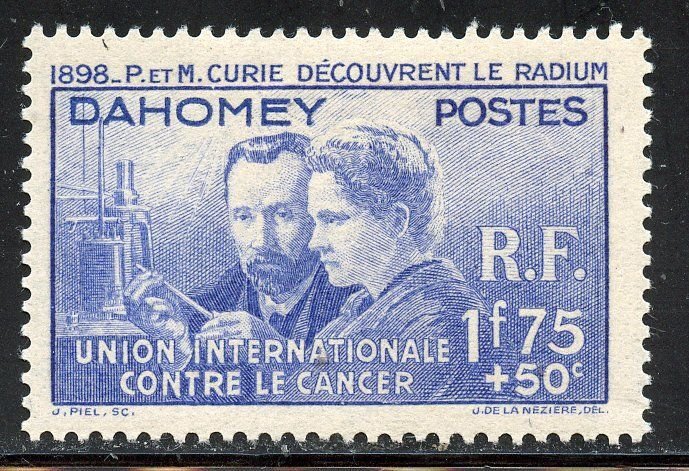 1898_P. ET M. CURIE DÉCOUVRENT LE RADIUM
DAHOMEY POSTES
R.F.
1f75
+50c
UNION INTERNATIONALE
CONTRE LE CANCER
J. PIEL, SC. J. DE LA NEZIÈRE, DEL.